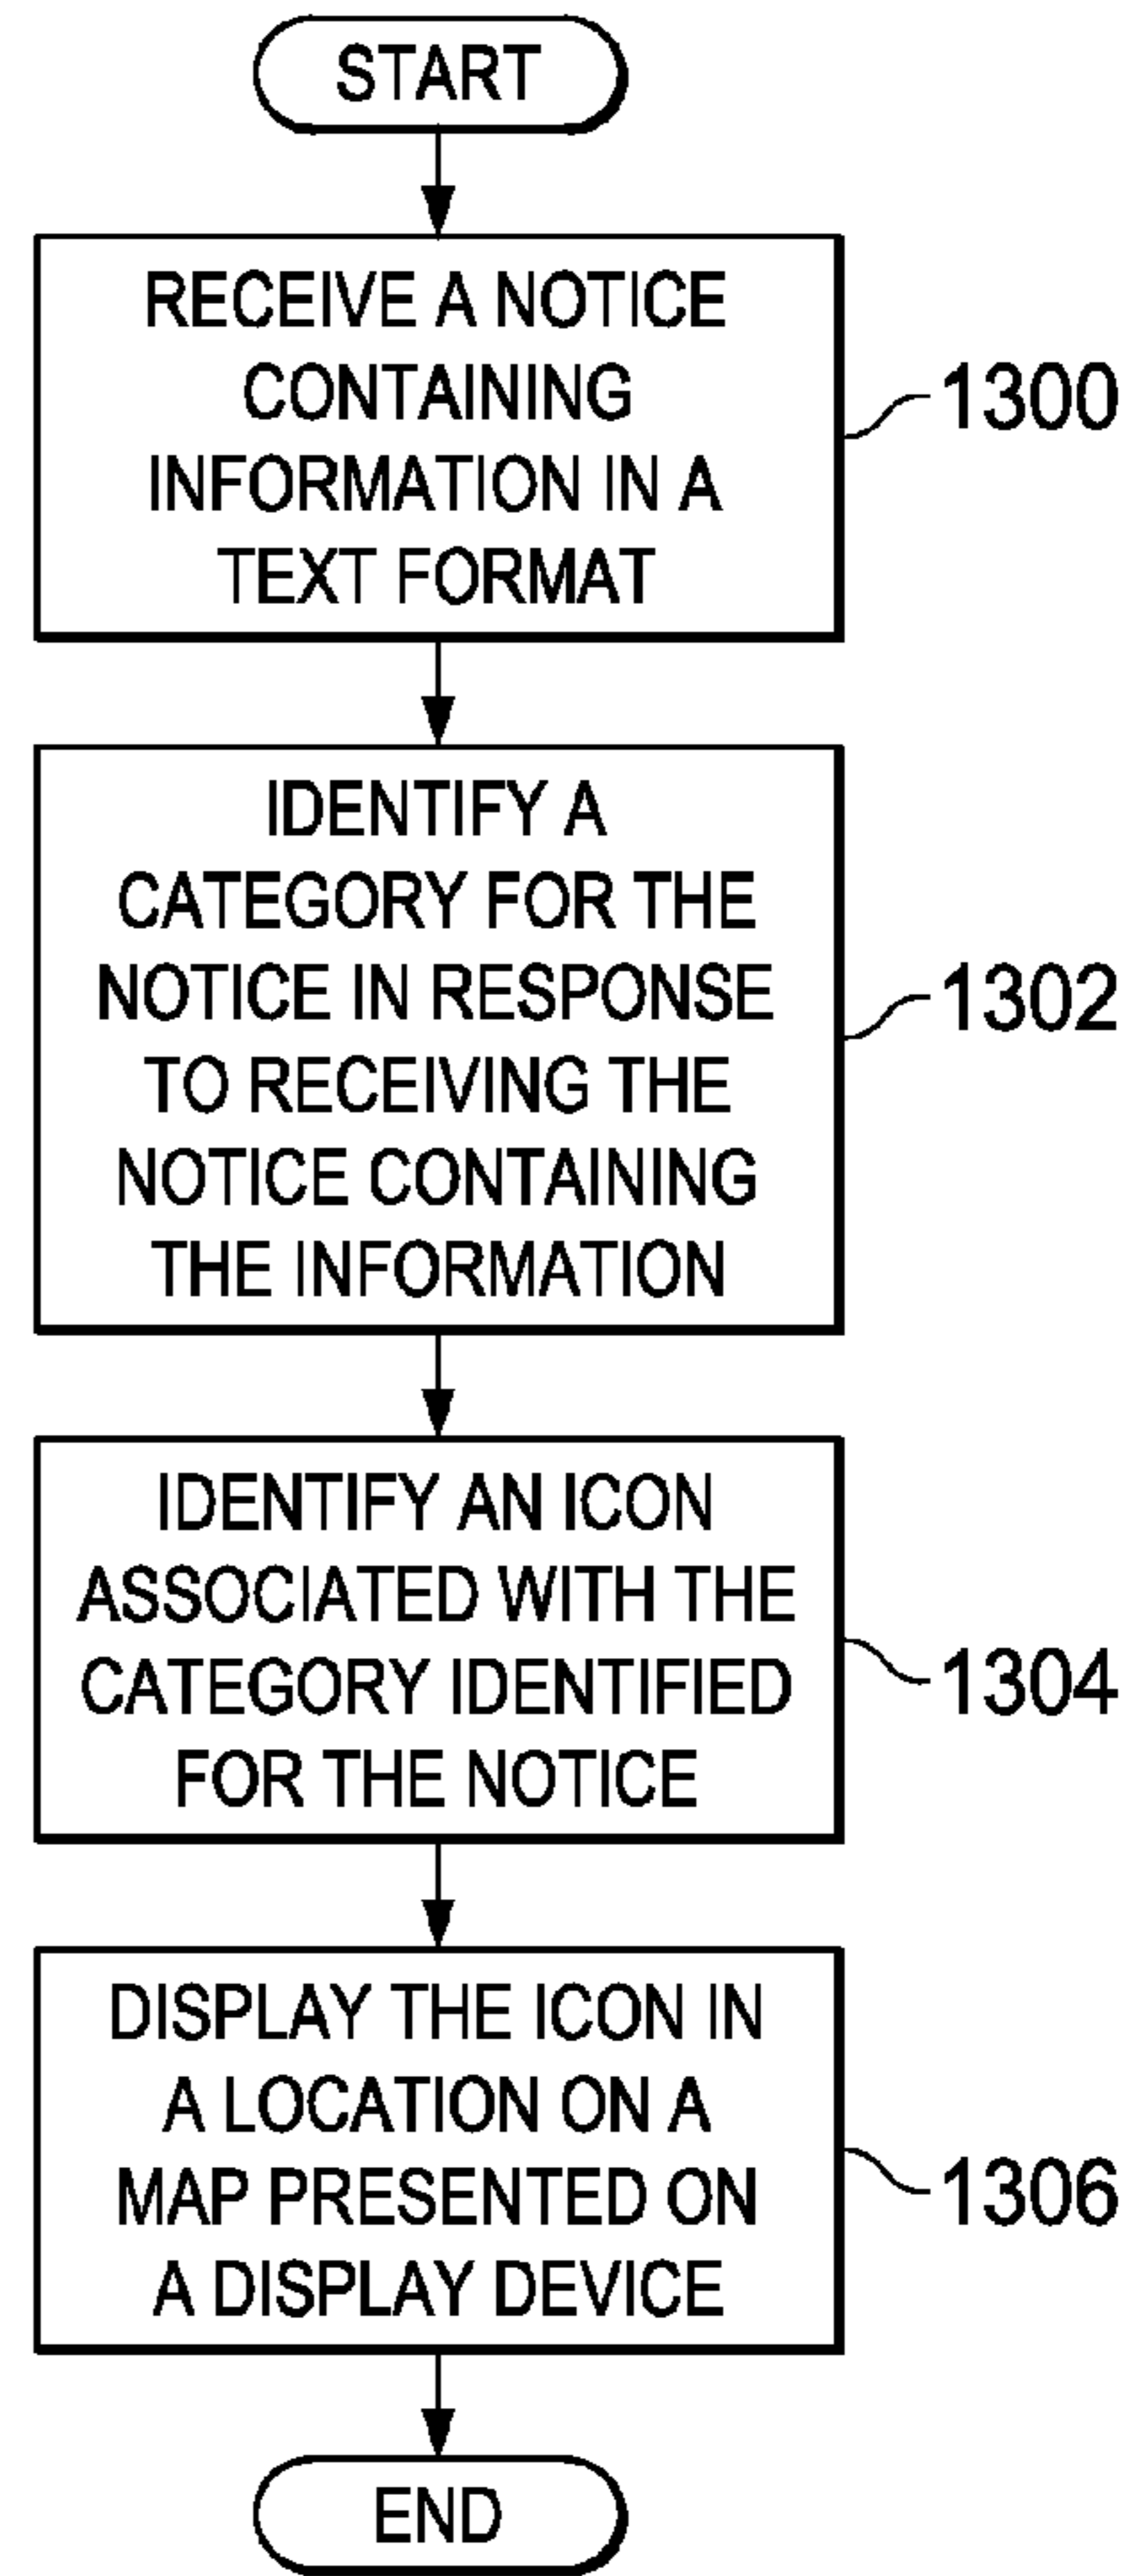 START
RECEIVE A NOTICE
CONTAINING
INFORMATION IN A
TEXT FORMAT
1300
IDENTIFY A
CATEGORY FOR THE
NOTICE IN RESPONSE
TO RECEIVING THE
NOTICE CONTAINING
THE INFORMATION
1302
IDENTIFY AN ICON
ASSOCIATED WITH THE
CATEGORY IDENTIFIED
FOR THE NOTICE
1304
DISPLAY THE ICON IN
A LOCATION ON A
MAP PRESENTED ON
A DISPLAY DEVICE
1306
END